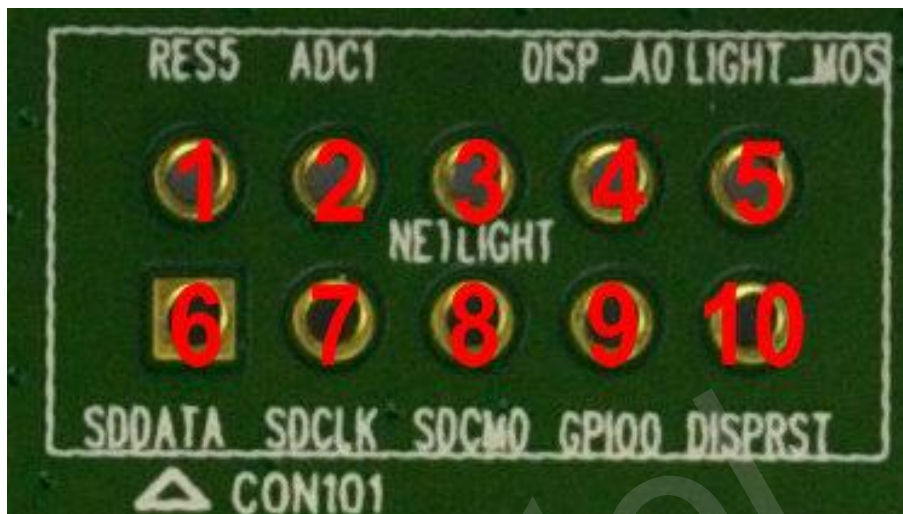 RES5 ADC1 DISP_A0 LIGHT_MOS
1 2 3 4 5
NETLIGHT
6 7 8 9 10
SDDATA SDCLK SDCMD GPIO0 DISPRST
CON101